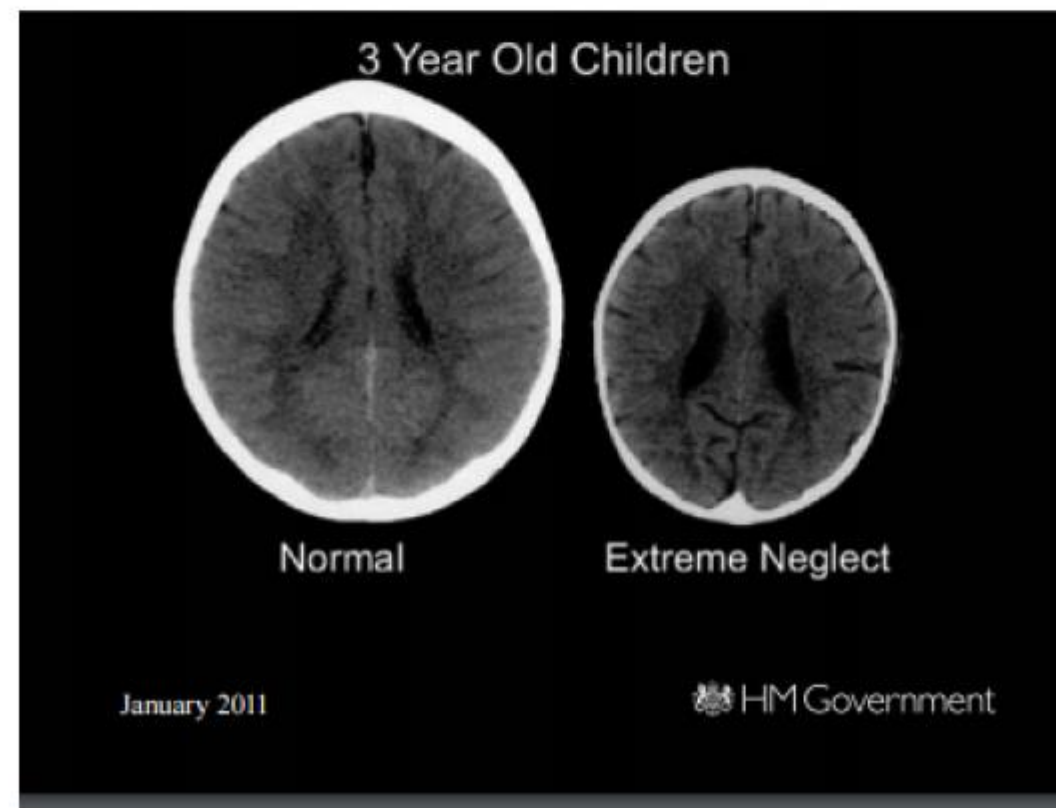 3 Year Old Children
Normal
Extreme Neglect
January 2011
HM Government